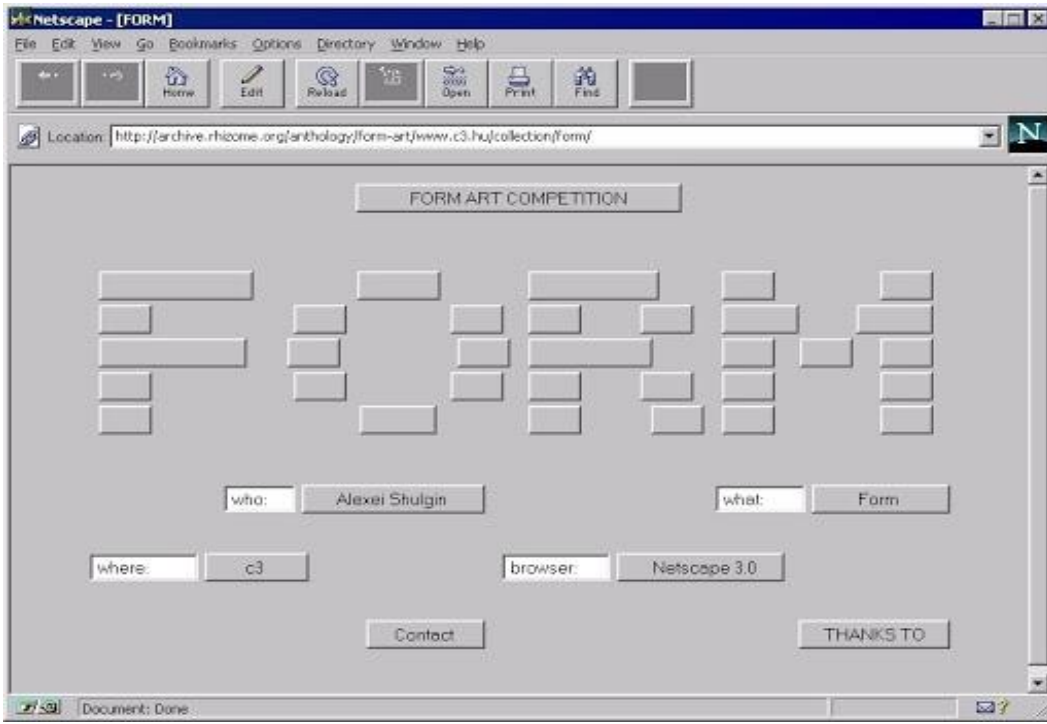 Netscape - [FORM]
File Edit View Go Bookmarks Options Directory Window Help
Home Edit Reload Open Print Find
Location: http://archive.rhizome.org/anthology/form-art/www.c3.hu/collection/form/
N
FORM ART COMPETITION
FORM
who: Alexei Shulgin what: Form
where: c3 browser: Netscape 3.0
Contact THANKS TO
Document: Done